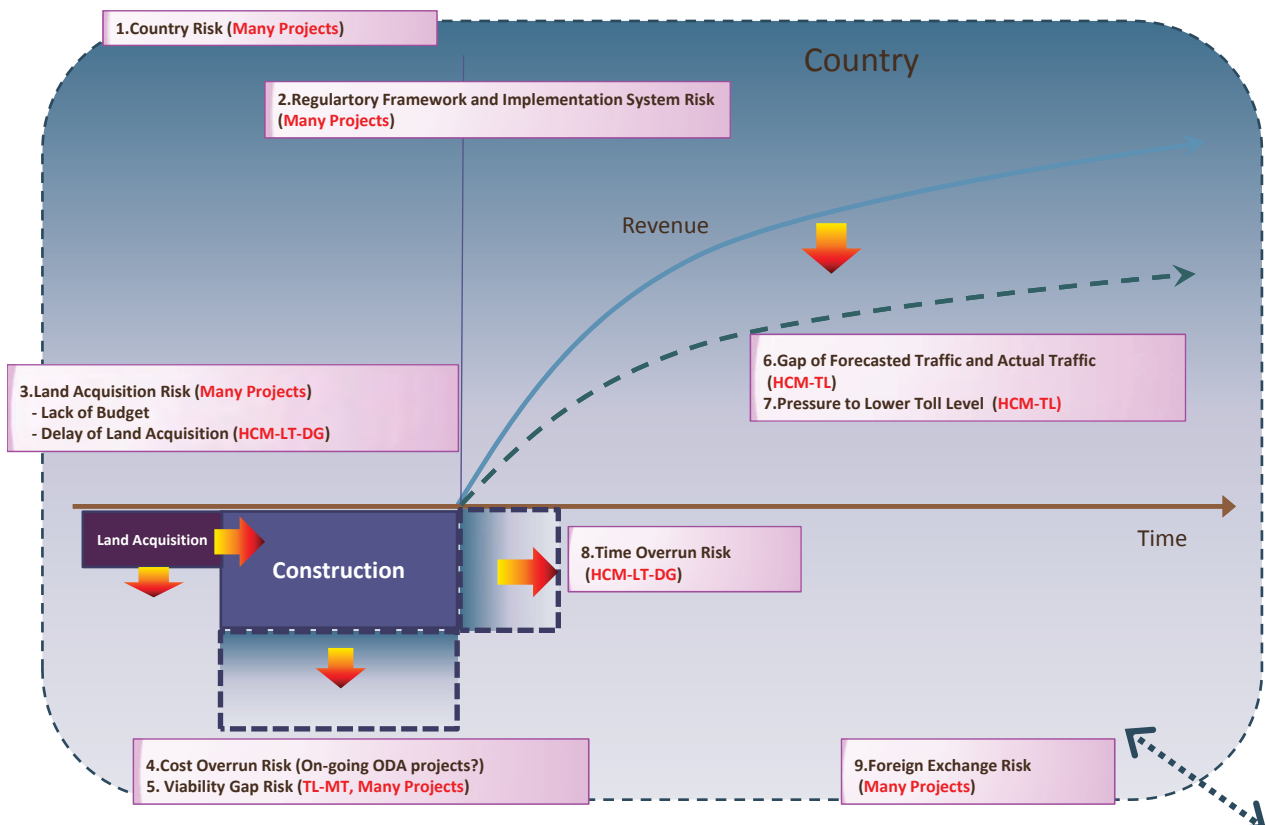 1.Country Risk (Many Projects)
Country
2.Regulartory Framework and Implementation System Risk
(Many Projects)
Revenue
6.Gap of Forecasted Traffic and Actual Traffic
(HCM-TL)
7.Pressure to Lower Toll Level (HCM-TL)
3.Land Acquisition Risk (Many Projects)
- Lack of Budget
- Delay of Land Acquisition (HCM-LT-DG)
Time
Land Acquisition
Construction
8.Time Overrun Risk
(HCM-LT-DG)
4.Cost Overrun Risk (On-going ODA projects?)
5. Viability Gap Risk (TL-MT, Many Projects)
9.Foreign Exchange Risk
(Many Projects)